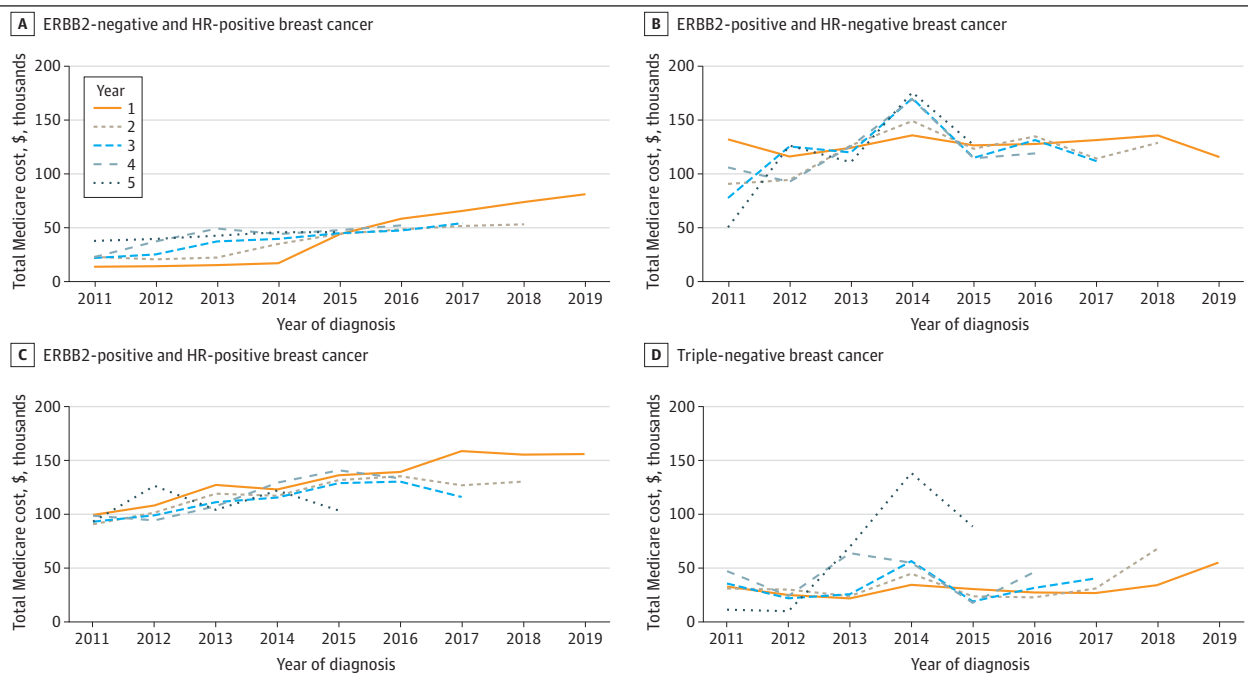 A ERBB2-negative and HR-positive breast cancer
Total Medicare cost, $, thousands
200
150
100
50
0
Year
1
2
3
4
5
2011 2012 2013 2014 2015 2016 2017 2018 2019
Year of diagnosis
B ERBB2-positive and HR-negative breast cancer
Total Medicare cost, $, thousands
200
150
100
50
0
2011 2012 2013 2014 2015 2016 2017 2018 2019
Year of diagnosis
C ERBB2-positive and HR-positive breast cancer
Total Medicare cost, $, thousands
200
150
100
50
0
2011 2012 2013 2014 2015 2016 2017 2018 2019
Year of diagnosis
D Triple-negative breast cancer
Total Medicare cost, $, thousands
200
150
100
50
0
2011 2012 2013 2014 2015 2016 2017 2018 2019
Year of diagnosis